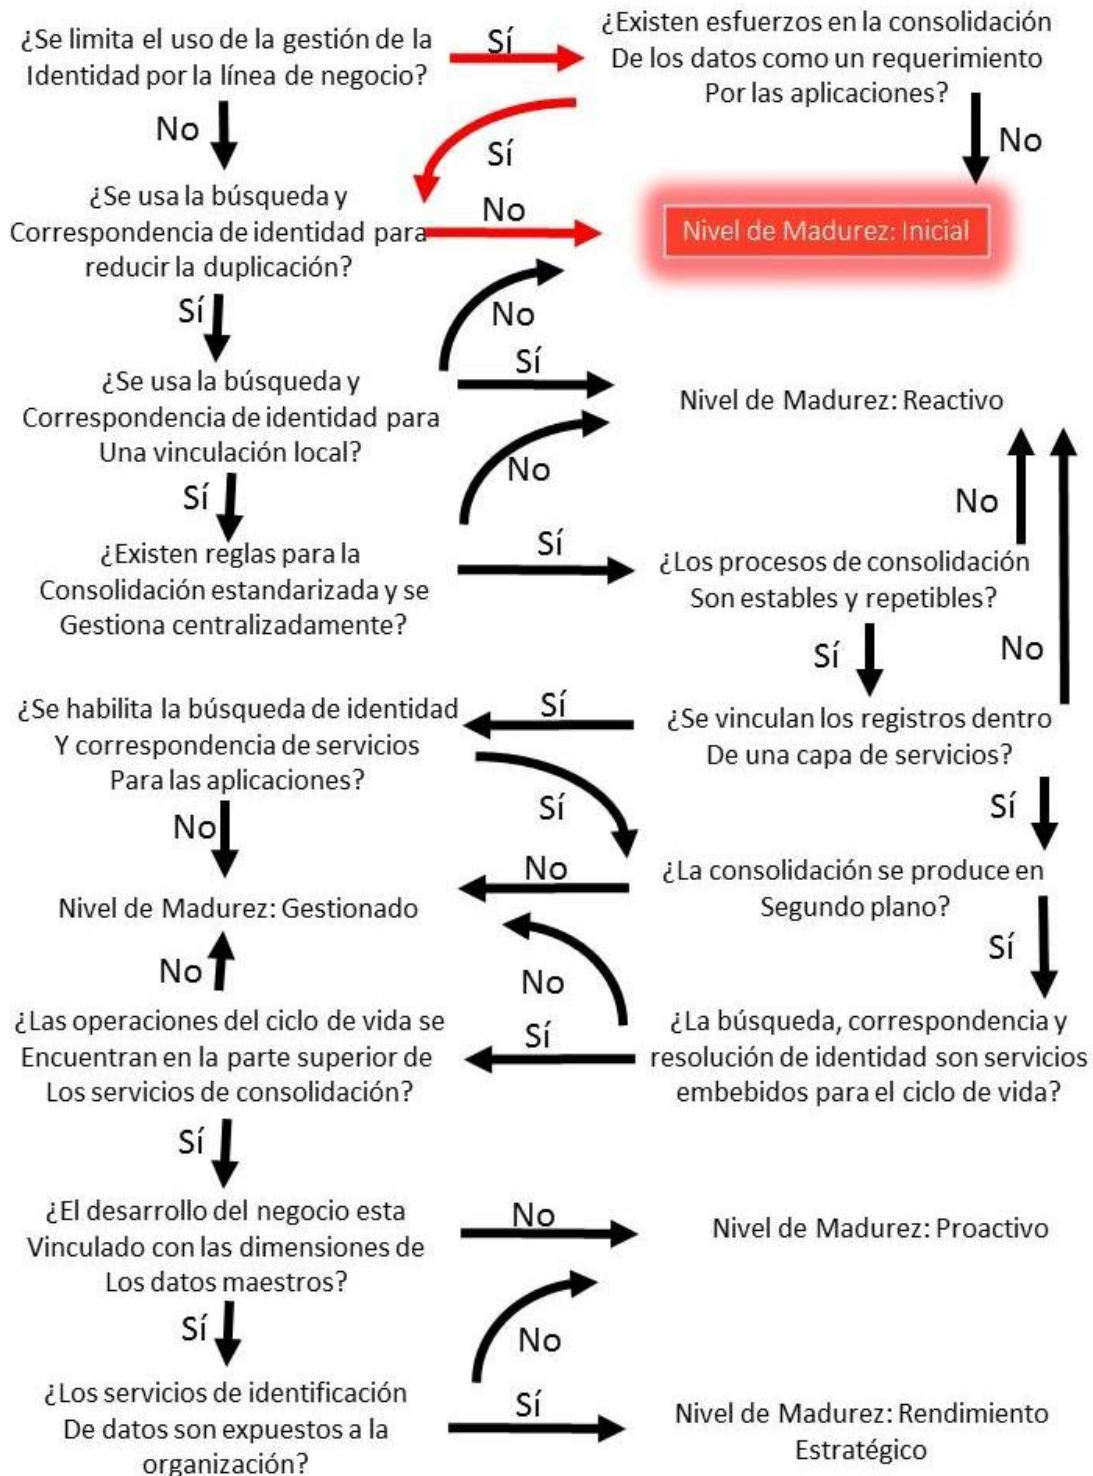 ¿Se limita el uso de la gestión de la
Identidad por la línea de negocio?
Sí
¿Existen esfuerzos en la consolidación
De los datos como un requerimiento
Por las aplicaciones?
No
Sí
No
¿Se usa la búsqueda y
Correspondencia de identidad para
reducir la duplicación?
No
Nivel de Madurez: Inicial
Sí
No
¿Se usa la búsqueda y
Correspondencia de identidad para
Una vinculación local?
Sí
Nivel de Madurez: Reactivo
Sí
No
No
¿Existen reglas para la
Consolidación estandarizada y se
Gestiona centralizadamente?
Sí
¿Los procesos de consolidación
Son estables y repetibles?
Sí
No
¿Se habilita la búsqueda de identidad
Y correspondencia de servicios
Para las aplicaciones?
Sí
¿Se vinculan los registros dentro
De una capa de servicios?
No
Sí
Sí
Nivel de Madurez: Gestionado
No
¿La consolidación se produce en
Segundo plano?
No
No
Sí
¿Las operaciones del ciclo de vida se
Encuentran en la parte superior de
Los servicios de consolidación?
Sí
¿La búsqueda, correspondencia y
resolución de identidad son servicios
embebidos para el ciclo de vida?
Sí
¿El desarrollo del negocio esta
Vinculado con las dimensiones de
Los datos maestros?
No
Nivel de Madurez: Proactivo
Sí
No
¿Los servicios de identificación
De datos son expuestos a la
organización?
Sí
Nivel de Madurez: Rendimiento
Estratégico